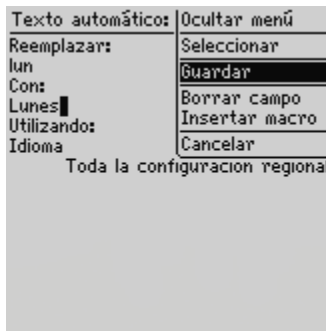 Texto automático:
Ocultar menú
Reemplazar:
Seleccionar
lun
Guardar
Con:
Lunes
Borrar campo
Insertar macro
Utilizando:
Idioma
Cancelar
Toda la configuración regional